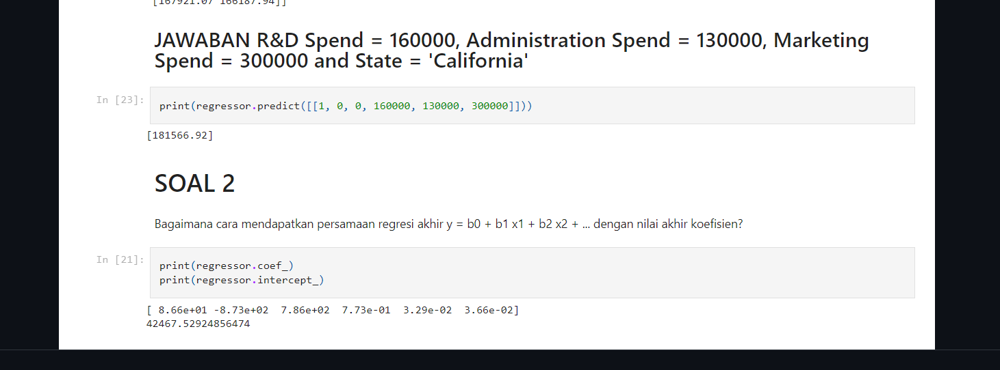 [167921.07 166187.94]]
JAWABAN R&D Spend = 160000, Administration Spend = 130000, Marketing
Spend = 300000 and State = 'California'
In [23]:
print(regressor.predict([[1, 0, 0, 160000, 130000, 300000]]))
[181566.92]
SOAL 2
Bagaimana cara mendapatkan persamaan regresi akhir y = b0 + b1 x1 + b2 x2 + ... dengan nilai akhir koefisien?
In [21]:
print(regressor.coef_)
print(regressor.intercept_)
[ 8.66e+01 -8.73e+02  7.86e+02  7.73e-01  3.29e-02  3.66e-02]
42467.52924856474